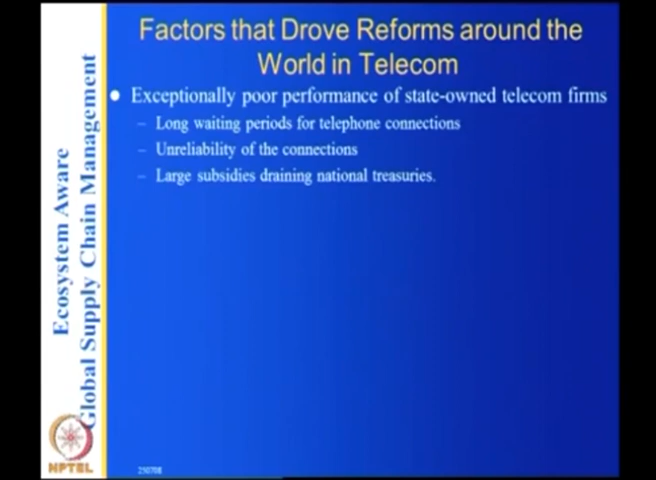 Factors that Drove Reforms around the
World in Telecom
Exceptionally poor performance of state-owned telecom firms
– Long waiting periods for telephone connections
– Unreliability of the connections
– Large subsidies draining national treasuries.
Ecosystem Aware
Global Supply Chain Management
NPTEL
250708